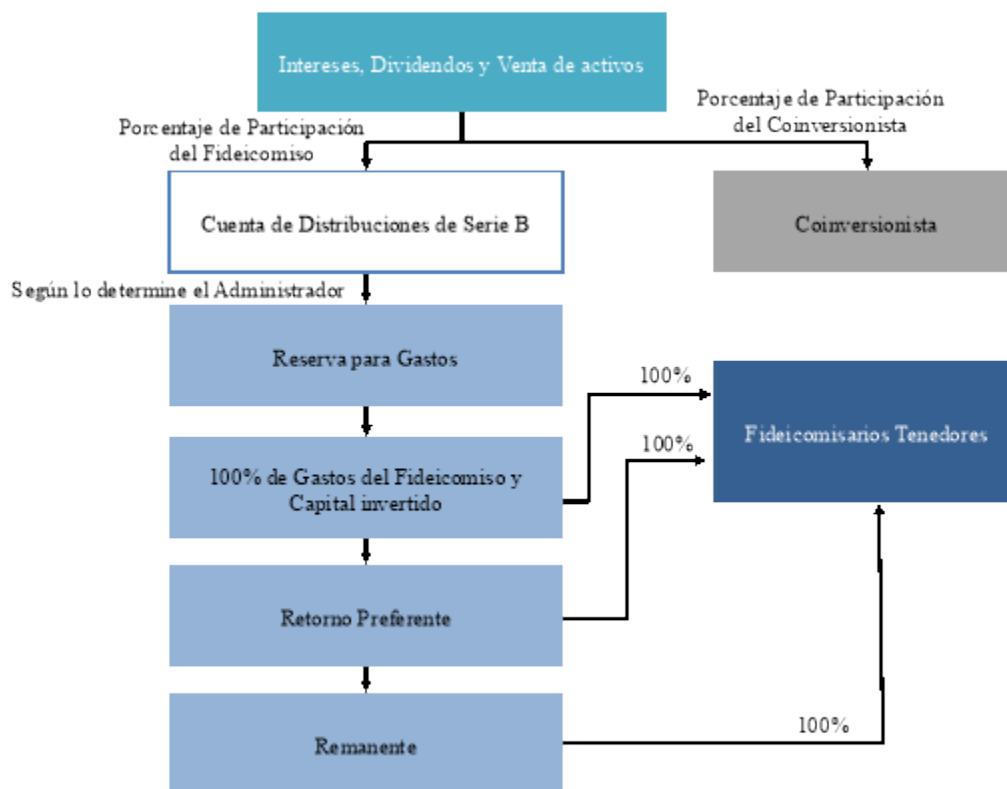 Intereses, Dividendos y Venta de activos
Porcentaje de Participación
del Coinversionista
Porcentaje de Participación
del Fideicomiso
Cuenta de Distribuciones de Serie B
Coinversionista
Según lo determine el Administrador
Reserva para Gastos
100%
Fideicomisarios Tenedores
100%
100% de Gastos del Fideicomiso y
Capital invertido
Retorno Preferente
100%
Remanente